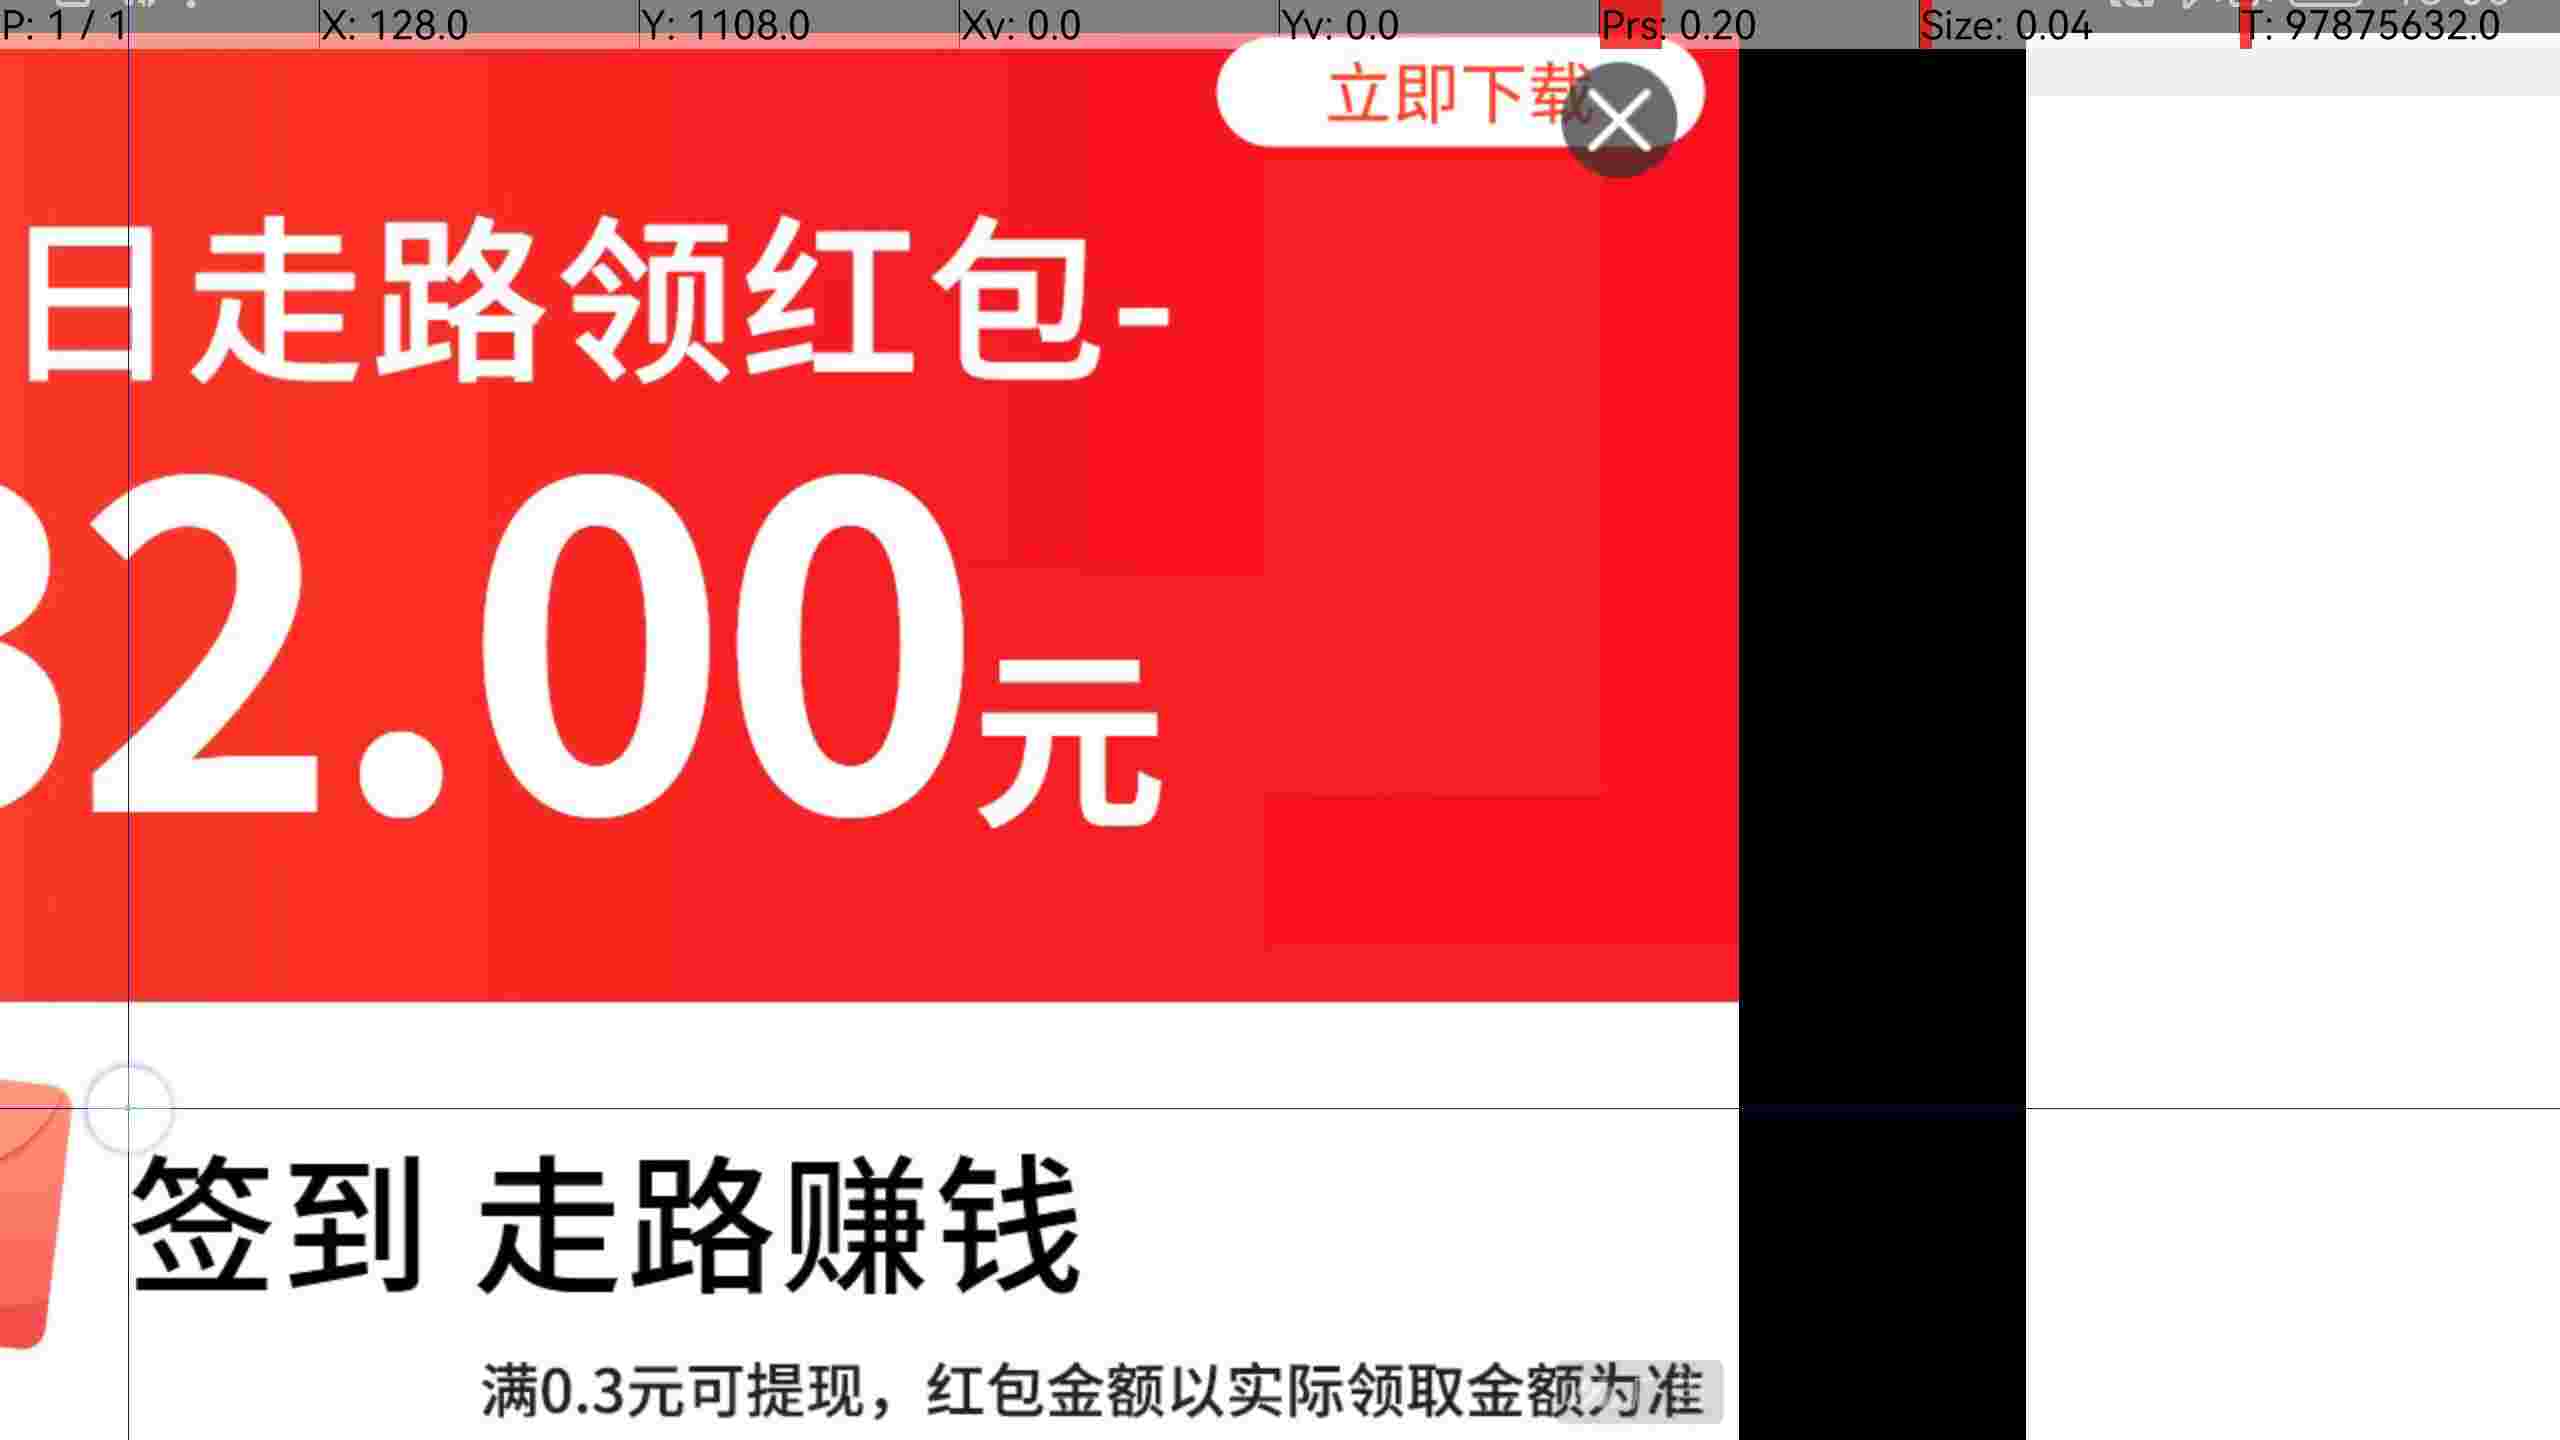 P: 1 / 1 X: 128.0 Y: 1108.0 Xv: 0.0 Yv: 0.0 Prs: 0.20 Size: 0.04 T: 97875632.0
立即下载
日走路领红包-
32.00元
签到 走路赚钱
满0.3元可提现，红包金额以实际领取金额为准